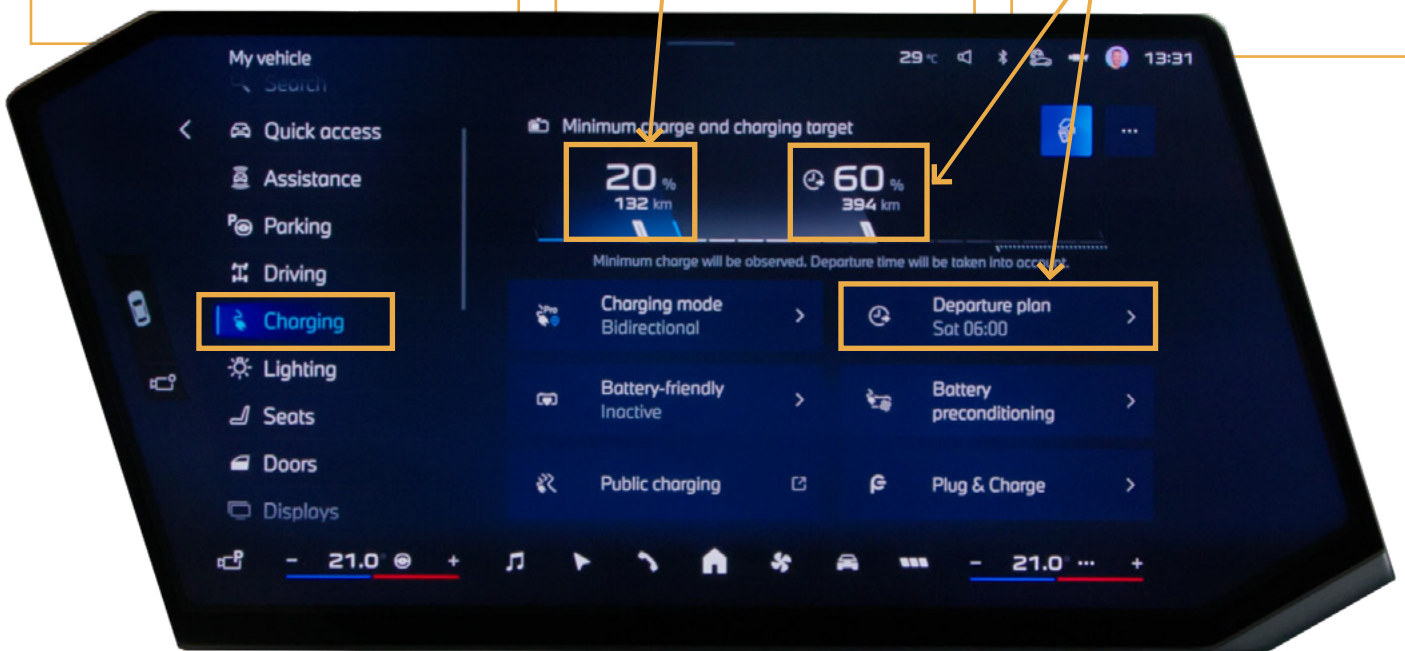 My vehicle
29 °C
13:31
Search
Quick access
Assistance
Parking
Driving
Charging
Lighting
Seats
Doors
Displays
Minimum charge and charging target
20 %
132 km
60 %
394 km
Minimum charge will be observed. Departure time will be taken into account.
Charging mode
Bidirectional
Departure plan
Sat 06:00
Battery-friendly
Inactive
Battery
preconditioning
Public charging
Plug & Charge
- 21.0° +
- 21.0° ... +